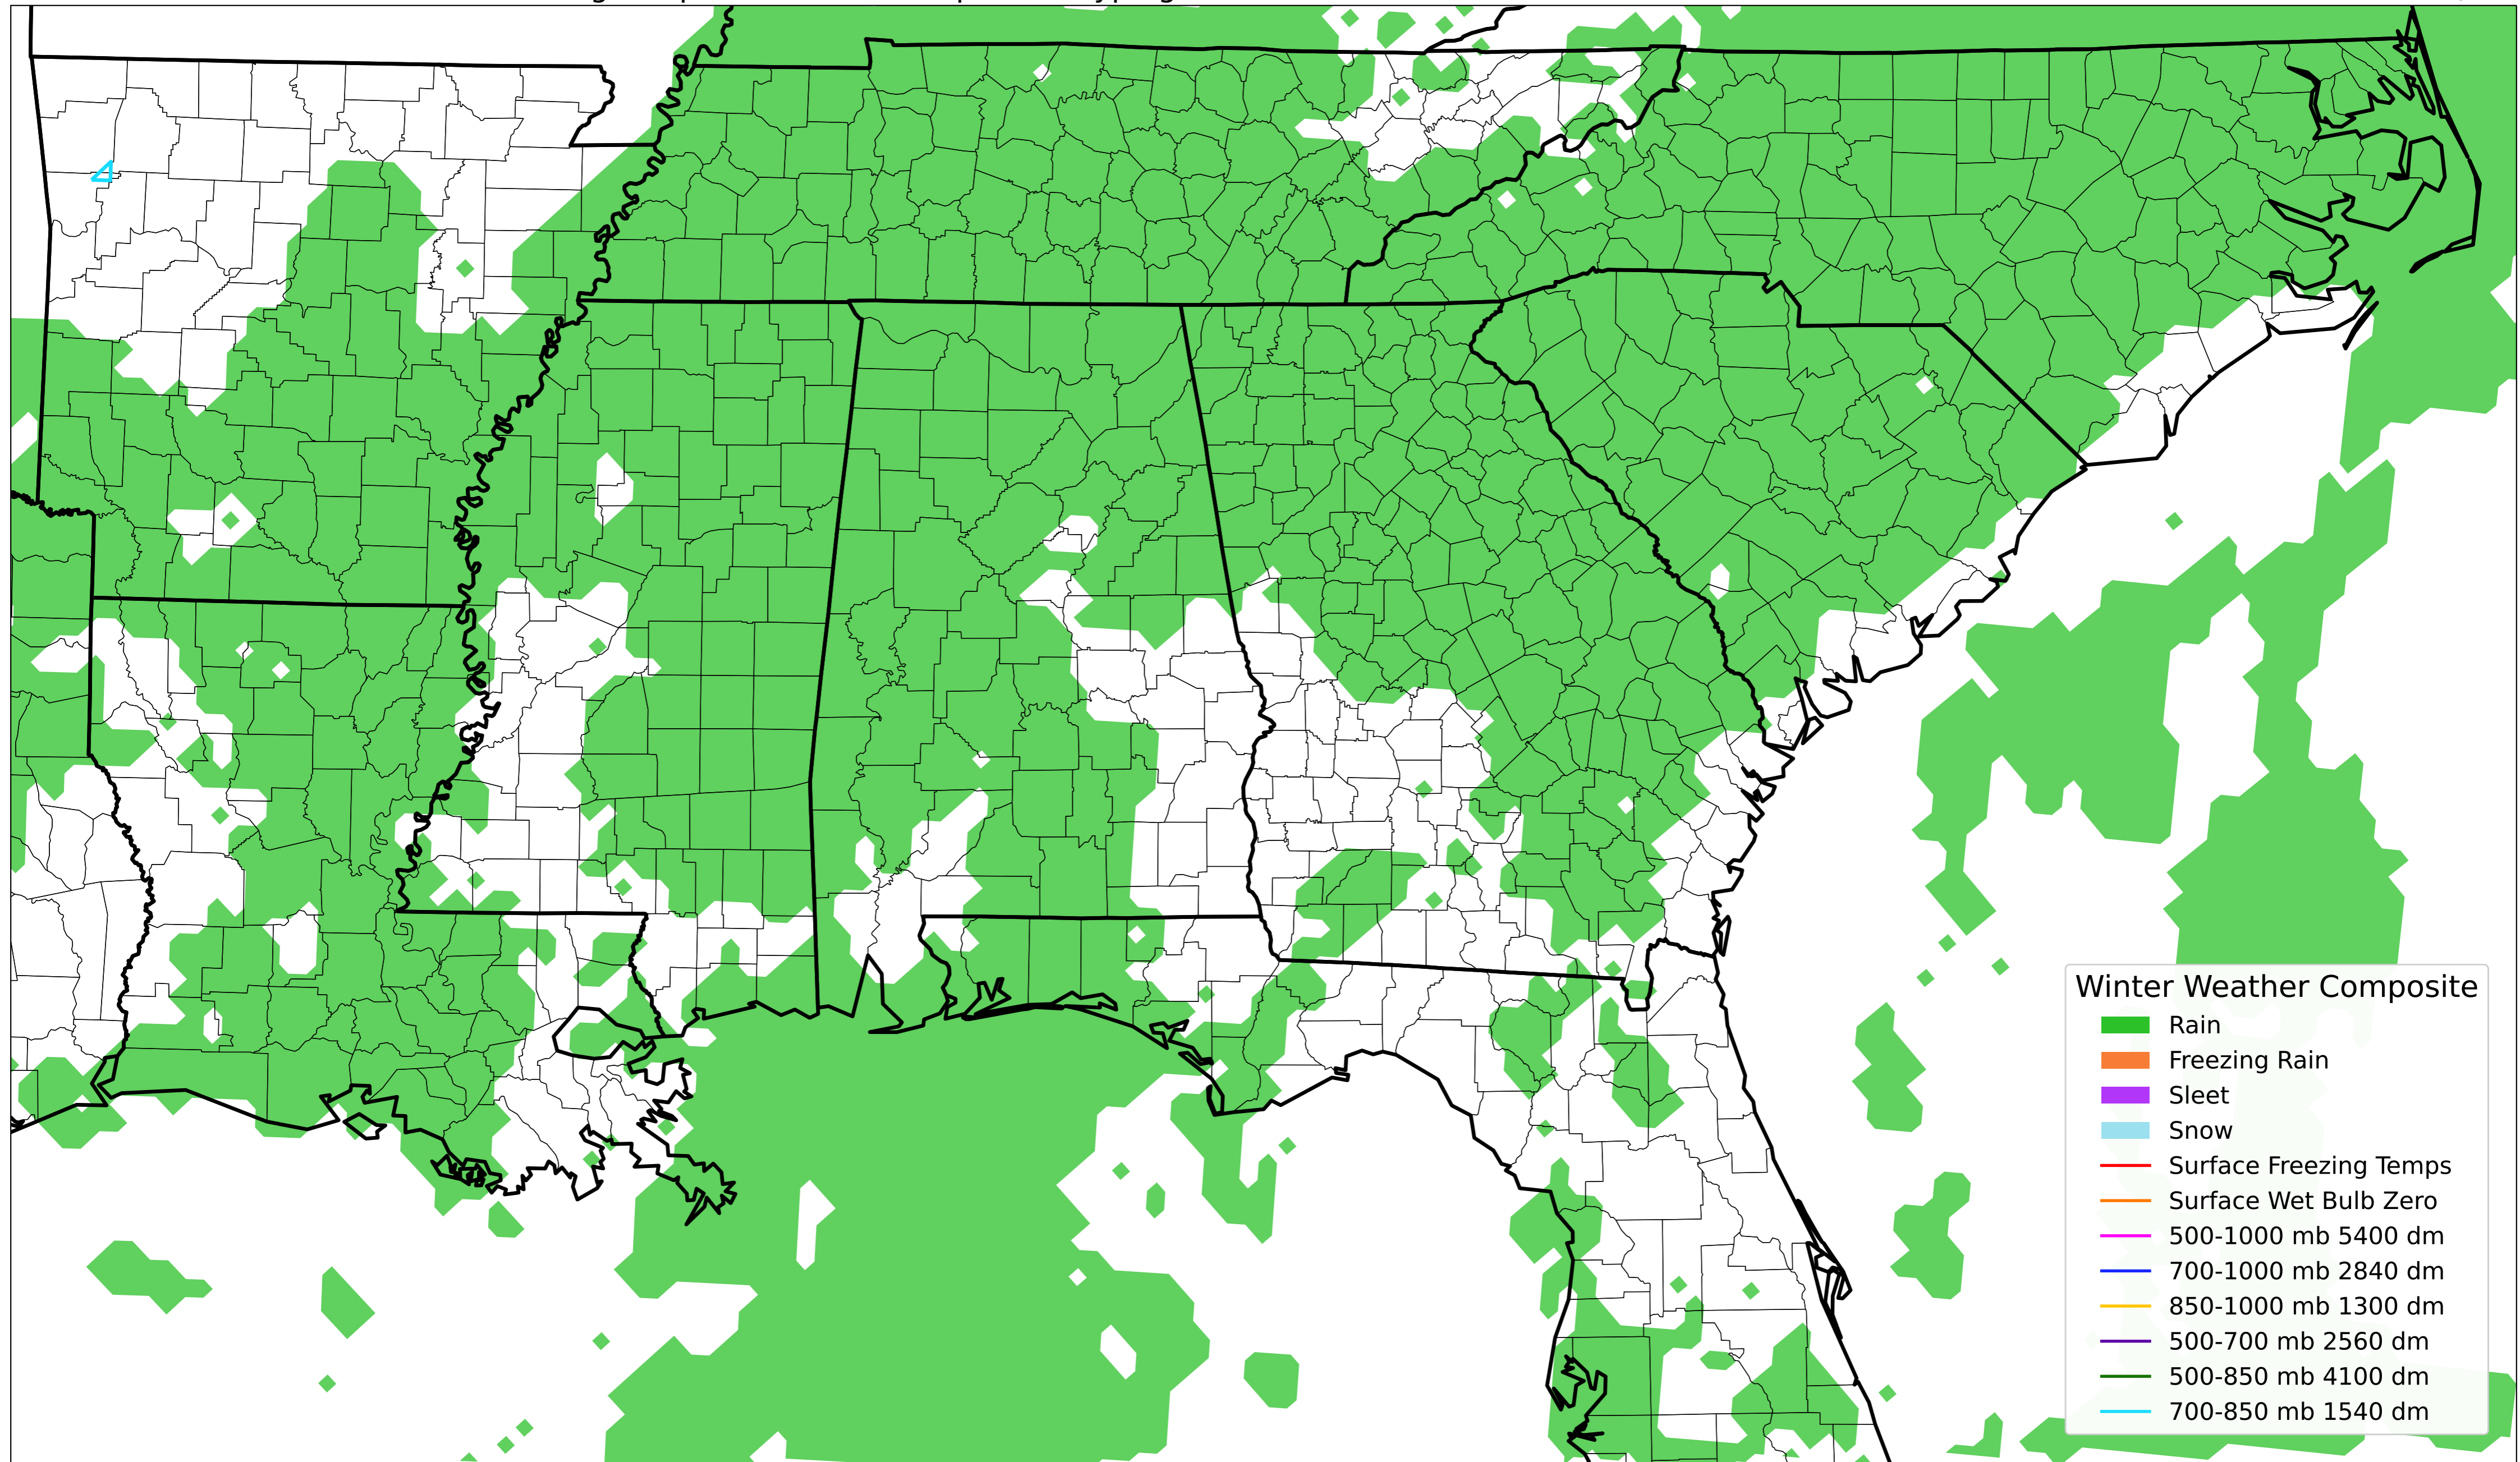 Winter Weather Composite
Rain
Freezing Rain
Sleet
Snow
Surface Freezing Temps
Surface Wet Bulb Zero
500-1000 mb 5400 dm
700-1000 mb 2840 dm
850-1000 mb 1300 dm
500-700 mb 2560 dm
500-850 mb 4100 dm
700-850 mb 1540 dm